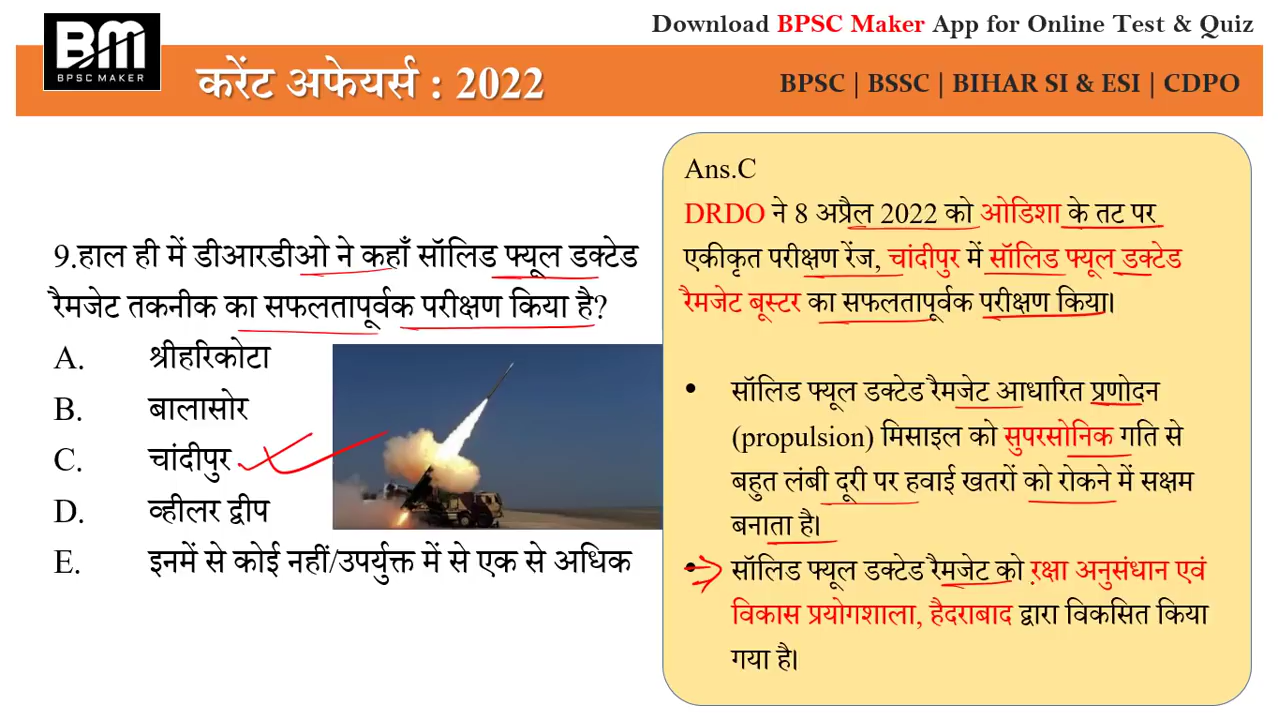 Download BPSC Maker App for Online Test & Quiz
BM
BPSC MAKER
करेंट अफेयर्स : 2022
BPSC | BSSC | BIHAR SI & ESI | CDPO
9.हाल ही में डीआरडीओ ने कहाँ सॉलिड फ्यूल डक्टेड
रैमजेट तकनीक का सफलतापूर्वक परीक्षण किया है?
A. श्रीहरिकोटा
B. बालासोर
C. चांदीपुर
D. व्हीलर द्वीप
E. इनमें से कोई नहीं/उपर्युक्त में से एक से अधिक
Ans.C
DRDO ने 8 अप्रैल 2022 को ओडिशा के तट पर
एकीकृत परीक्षण रेंज, चांदीपुर में सॉलिड फ्यूल डक्टेड
रैमजेट बूस्टर का सफलतापूर्वक परीक्षण किया।
• सॉलिड फ्यूल डक्टेड रैमजेट आधारित प्रणोदन
(propulsion) मिसाइल को सुपरसोनिक गति से
बहुत लंबी दूरी पर हवाई खतरों को रोकने में सक्षम
बनाता है।
• सॉलिड फ्यूल डक्टेड रैमजेट को रक्षा अनुसंधान एवं
विकास प्रयोगशाला, हैदराबाद द्वारा विकसित किया
गया है।